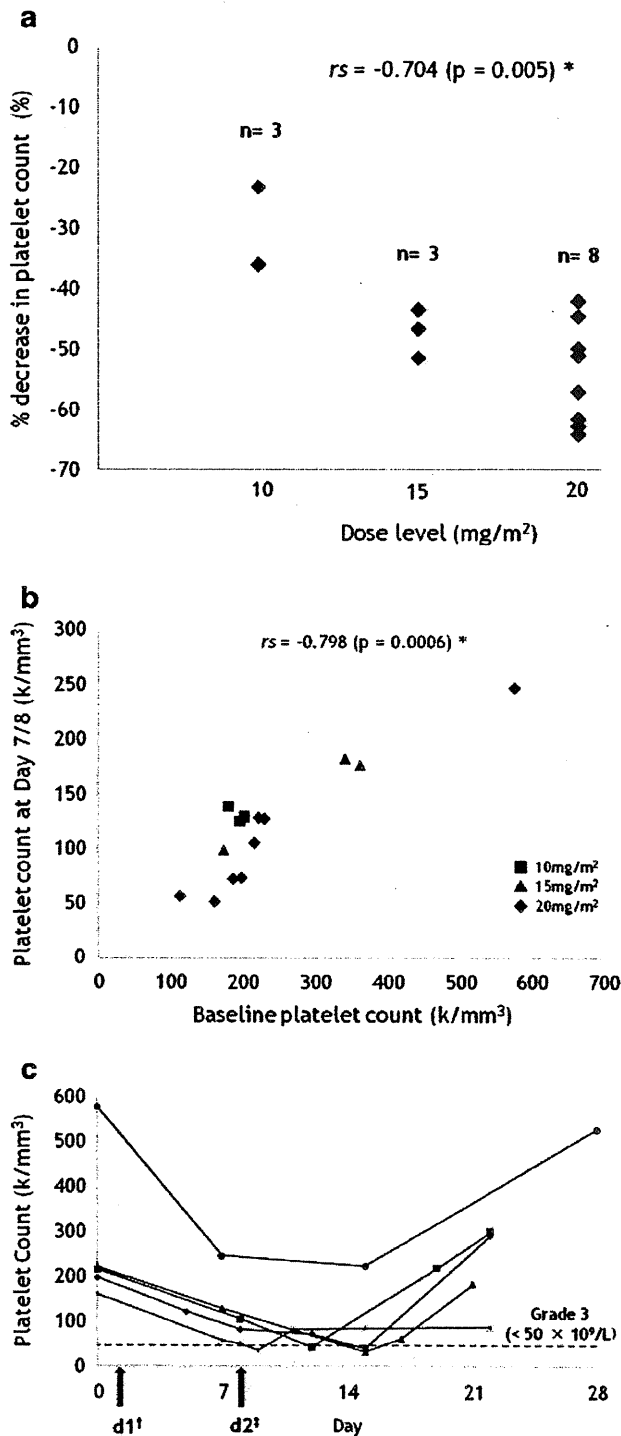 a
rs = -0.704 (p = 0.005) *
% decrease in platelet count (%)
0
-10
-20
-30
-40
-50
-60
-70
n= 3
n= 3
n= 8
10
15
20
Dose level (mg/m²)
b
rs = -0.798 (p = 0.0006) *
Platelet count at Day 7/8 (k/mm³)
300
250
200
150
100
50
0
10mg/m²
15mg/m²
20mg/m²
0
100
200
300
400
500
600
700
Baseline platelet count (k/mm³)
c
Platelet Count (k/mm³)
600
500
400
300
200
100
0
Grade 3
(< 50 × 10⁹/L)
0
7
14
21
28
d1†
d2‡
Day